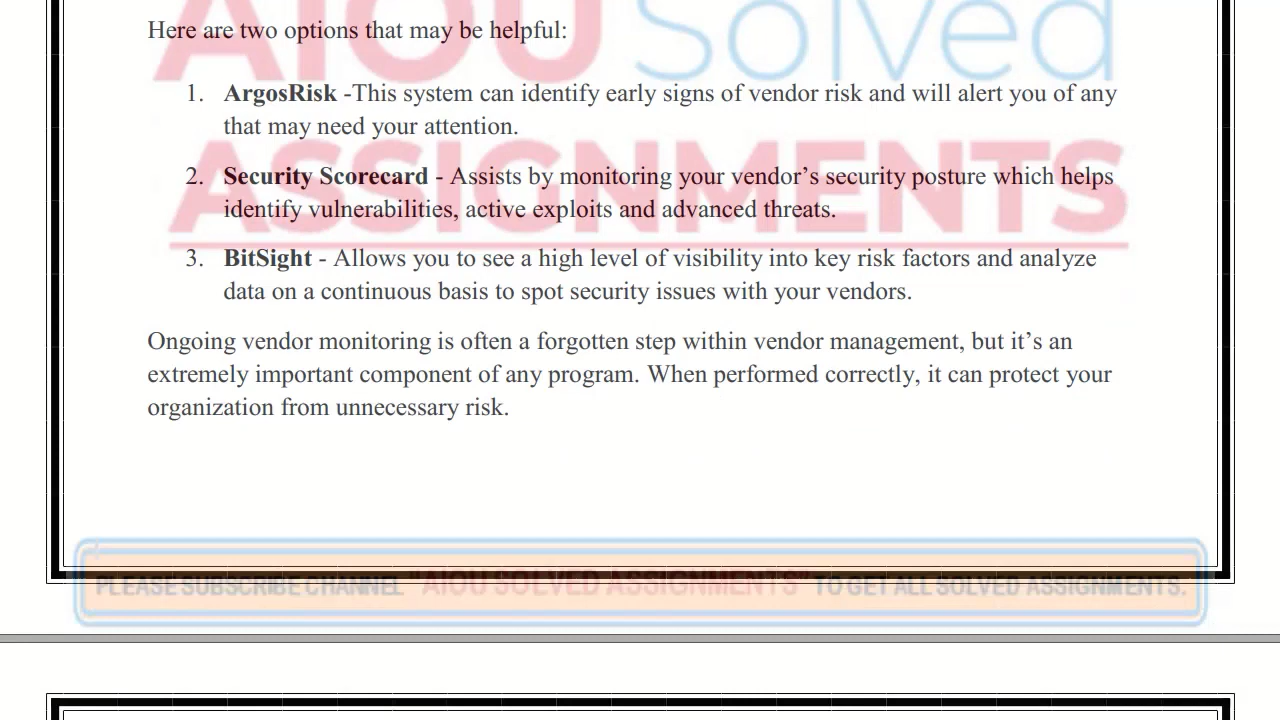 AIOU Solved
Here are two options that may be helpful:
1. ArgosRisk -This system can identify early signs of vendor risk and will alert you of any
that may need your attention.
ASSIGNMENTS
2. Security Scorecard - Assists by monitoring your vendor’s security posture which helps
identify vulnerabilities, active exploits and advanced threats.
3. BitSight - Allows you to see a high level of visibility into key risk factors and analyze
data on a continuous basis to spot security issues with your vendors.
Ongoing vendor monitoring is often a forgotten step within vendor management, but it’s an
extremely important component of any program. When performed correctly, it can protect your
organization from unnecessary risk.
PLEASE SUBSCRIBE CHANNEL "AIOU SOLVED ASSIGNMENTS" TO GET ALL SOLVED ASSIGNMENTS.